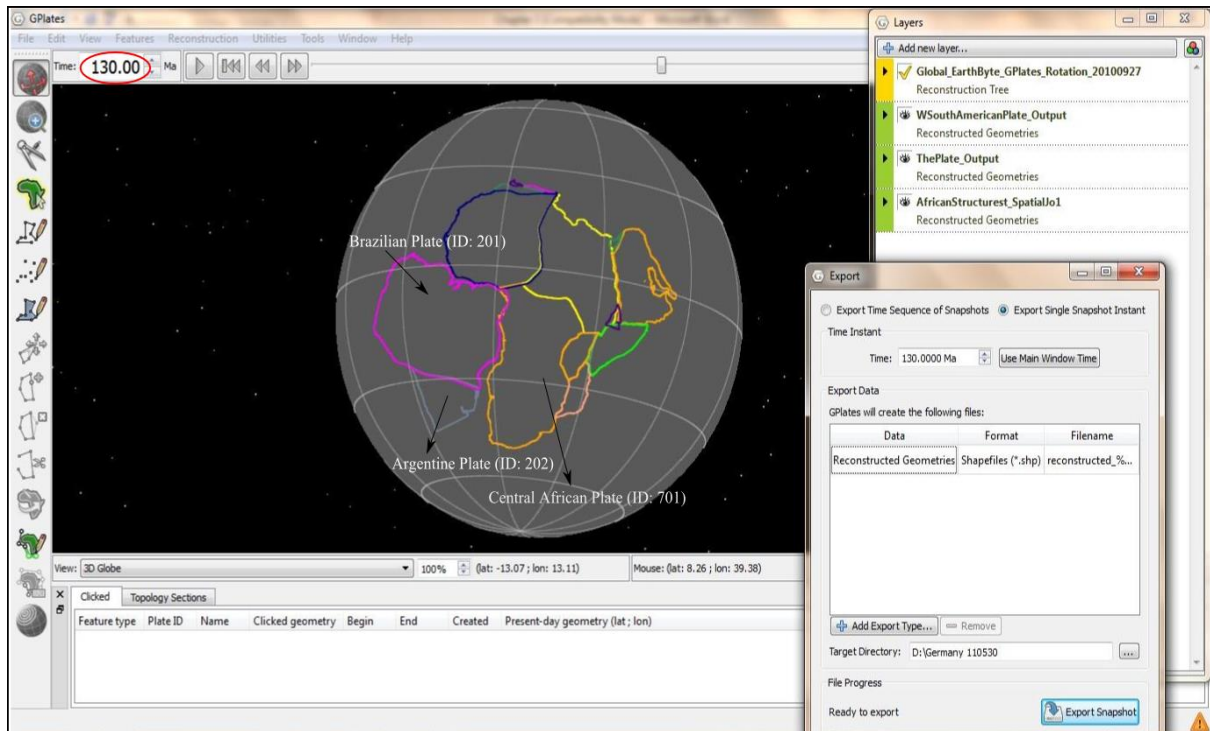 GPlates
File Edit View Features Reconstruction Utilities Tools Window Help
Time: 130.00 Ma
Brazilian Plate (ID: 201)
Argentine Plate (ID: 202)
Central African Plate (ID: 701)
View: 3D Globe 100% (lat: -13.07 ; lon: 13.11) Mouse: (lat: 8.26 ; lon: 39.38)
Clicked Topology Sections
Feature type Plate ID Name Clicked geometry Begin End Created Present-day geometry (lat ; lon)
Layers
Add new layer...
Global_EarthByte_GPlates_Rotation_20100927
Reconstruction Tree
WSouthAmericanPlate_Output
Reconstructed Geometries
ThePlate_Output
Reconstructed Geometries
AfricanStructurest_SpatialJo1
Reconstructed Geometries
Export
Export Time Sequence of Snapshots Export Single Snapshot Instant
Time Instant
Time: 130.0000 Ma Use Main Window Time
Export Data
GPlates will create the following files:
Data Format Filename
Reconstructed Geometries Shapefiles (*.shp) reconstructed_%...
Add Export Type... Remove
Target Directory: D:\Germany 110530 ...
File Progress
Ready to export Export Snapshot